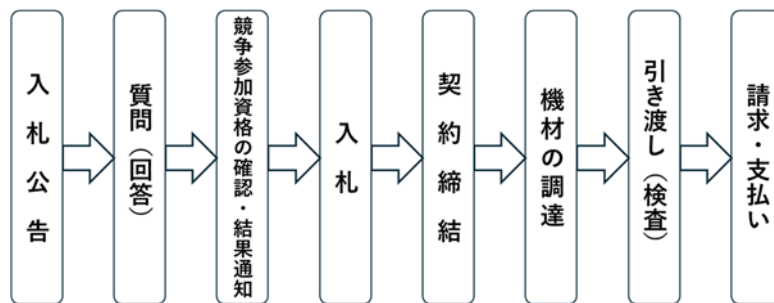 入札公告
質問（回答）
競争参加資格の確認・結果通知
入札
契約締結
機材の調達
引き渡し（検査）
請求・支払い